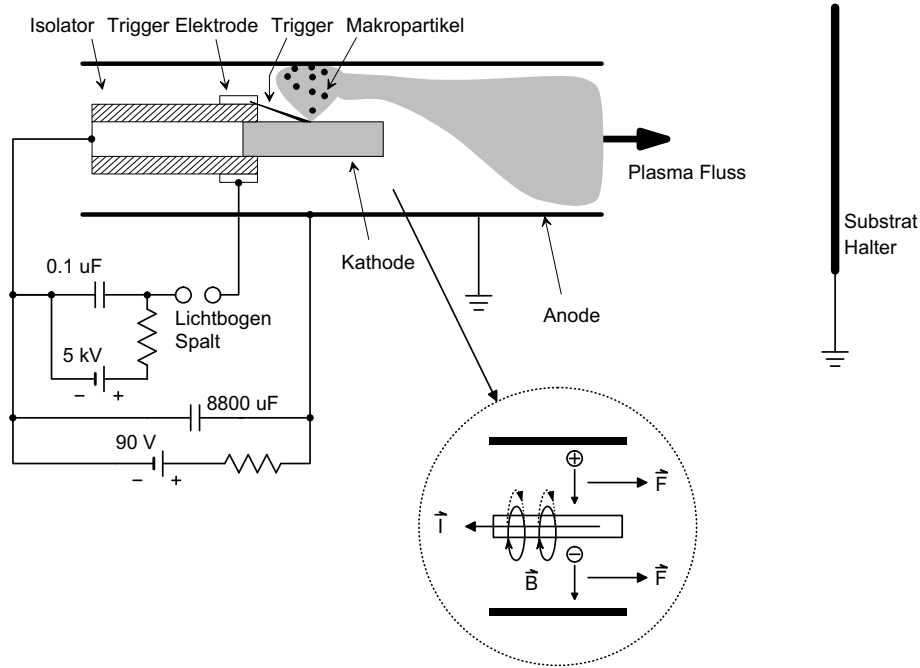 Isolator
Trigger Elektrode
Trigger
Makropartikel
Plasma Fluss
Substrat
Halter
Kathode
Anode
0.1 uF
Lichtbogen
Spalt
5 kV
− +
8800 uF
90 V
− +
+
F
I
−
B
F